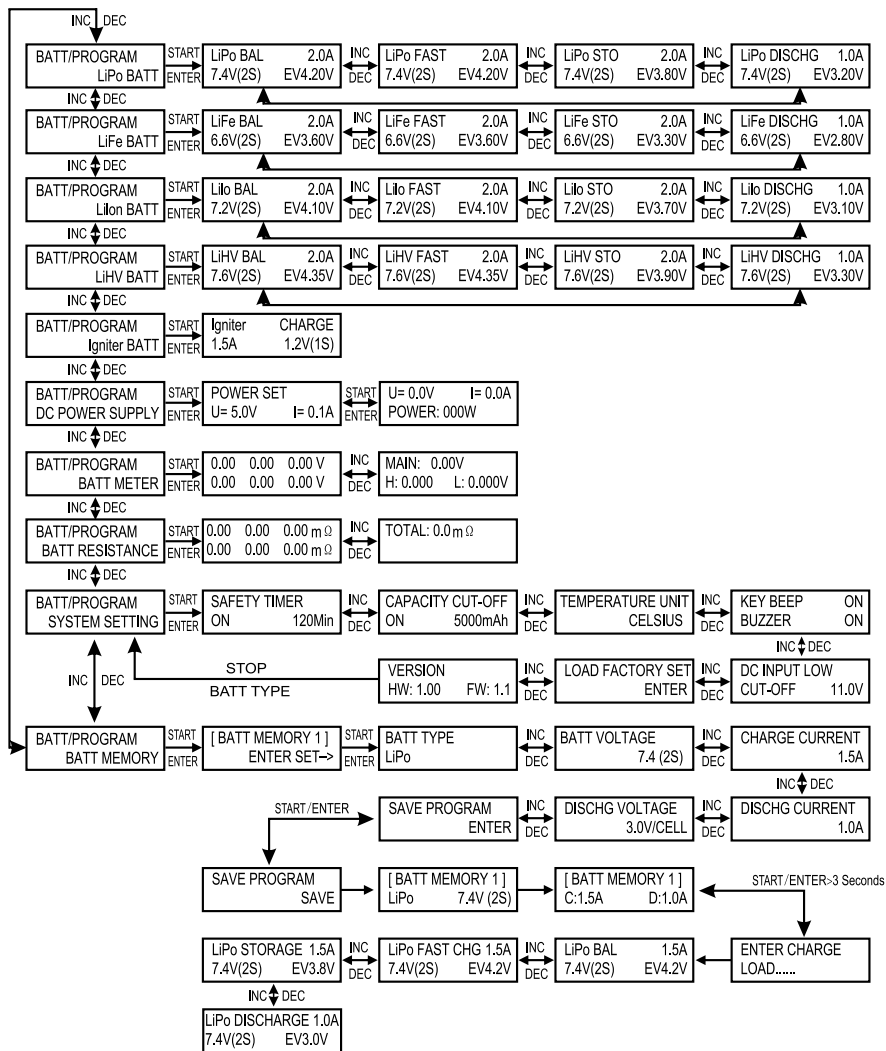 INC DEC
BATT/PROGRAM
LiPo BATT
START
ENTER
LiPo BAL 2.0A
7.4V(2S) EV4.20V
INC
DEC
LiPo FAST 2.0A
7.4V(2S) EV4.20V
INC
DEC
LiPo STO 2.0A
7.4V(2S) EV3.80V
INC
DEC
LiPo DISCHG 1.0A
7.4V(2S) EV3.20V
INC DEC
BATT/PROGRAM
LiFe BATT
START
ENTER
LiFe BAL 2.0A
6.6V(2S) EV3.60V
INC
DEC
LiFe FAST 2.0A
6.6V(2S) EV3.60V
INC
DEC
LiFe STO 2.0A
6.6V(2S) EV3.30V
INC
DEC
LiFe DISCHG 1.0A
6.6V(2S) EV2.80V
INC DEC
BATT/PROGRAM
LiIon BATT
START
ENTER
LiIo BAL 2.0A
7.2V(2S) EV4.10V
INC
DEC
LiIo FAST 2.0A
7.2V(2S) EV4.10V
INC
DEC
LiIo STO 2.0A
7.2V(2S) EV3.70V
INC
DEC
LiIo DISCHG 1.0A
7.2V(2S) EV3.10V
INC DEC
BATT/PROGRAM
LiHV BATT
START
ENTER
LiHV BAL 2.0A
7.6V(2S) EV4.35V
INC
DEC
LiHV FAST 2.0A
7.6V(2S) EV4.35V
INC
DEC
LiHV STO 2.0A
7.6V(2S) EV3.90V
INC
DEC
LiHV DISCHG 1.0A
7.6V(2S) EV3.30V
INC DEC
BATT/PROGRAM
Igniter BATT
START
ENTER
Igniter CHARGE
1.5A 1.2V(1S)
INC DEC
BATT/PROGRAM
DC POWER SUPPLY
START
ENTER
POWER SET
U= 5.0V I= 0.1A
START
ENTER
U= 0.0V I= 0.0A
POWER: 000W
INC DEC
BATT/PROGRAM
BATT METER
START
ENTER
0.00 0.00 0.00 V
0.00 0.00 0.00 V
INC
DEC
MAIN: 0.00V
H: 0.000 L: 0.000V
INC DEC
BATT/PROGRAM
BATT RESISTANCE
START
ENTER
0.00 0.00 0.00 mΩ
0.00 0.00 0.00 mΩ
INC
DEC
TOTAL: 0.0mΩ
INC DEC
BATT/PROGRAM
SYSTEM SETTING
START
ENTER
SAFETY TIMER
ON 120Min
INC
DEC
CAPACITY CUT-OFF
ON 5000mAh
INC
DEC
TEMPERATURE UNIT
CELSIUS
INC
DEC
KEY BEEP ON
BUZZER ON
INC DEC
INC DEC
STOP
BATT TYPE
VERSION
HW: 1.00 FW: 1.1
INC
DEC
LOAD FACTORY SET
ENTER
INC
DEC
DC INPUT LOW
CUT-OFF 11.0V
BATT/PROGRAM
BATT MEMORY
START
ENTER
[ BATT MEMORY 1 ]
ENTER SET-->
START
ENTER
BATT TYPE
LiPo
INC
DEC
BATT VOLTAGE
7.4 (2S)
INC
DEC
CHARGE CURRENT
1.5A
INC DEC
START/ENTER
SAVE PROGRAM
ENTER
INC
DEC
DISCHG VOLTAGE
3.0V/CELL
INC
DEC
DISCHG CURRENT
1.0A
SAVE PROGRAM
SAVE
[ BATT MEMORY 1 ]
LiPo 7.4V (2S)
[ BATT MEMORY 1 ]
C:1.5A D:1.0A
START/ENTER>3 Seconds
LiPo STORAGE 1.5A
7.4V(2S) EV3.8V
INC
DEC
LiPo FAST CHG 1.5A
7.4V(2S) EV4.2V
INC
DEC
LiPo BAL 1.5A
7.4V(2S) EV4.2V
ENTER CHARGE
LOAD......
INC DEC
LiPo DISCHARGE 1.0A
7.4V(2S) EV3.0V